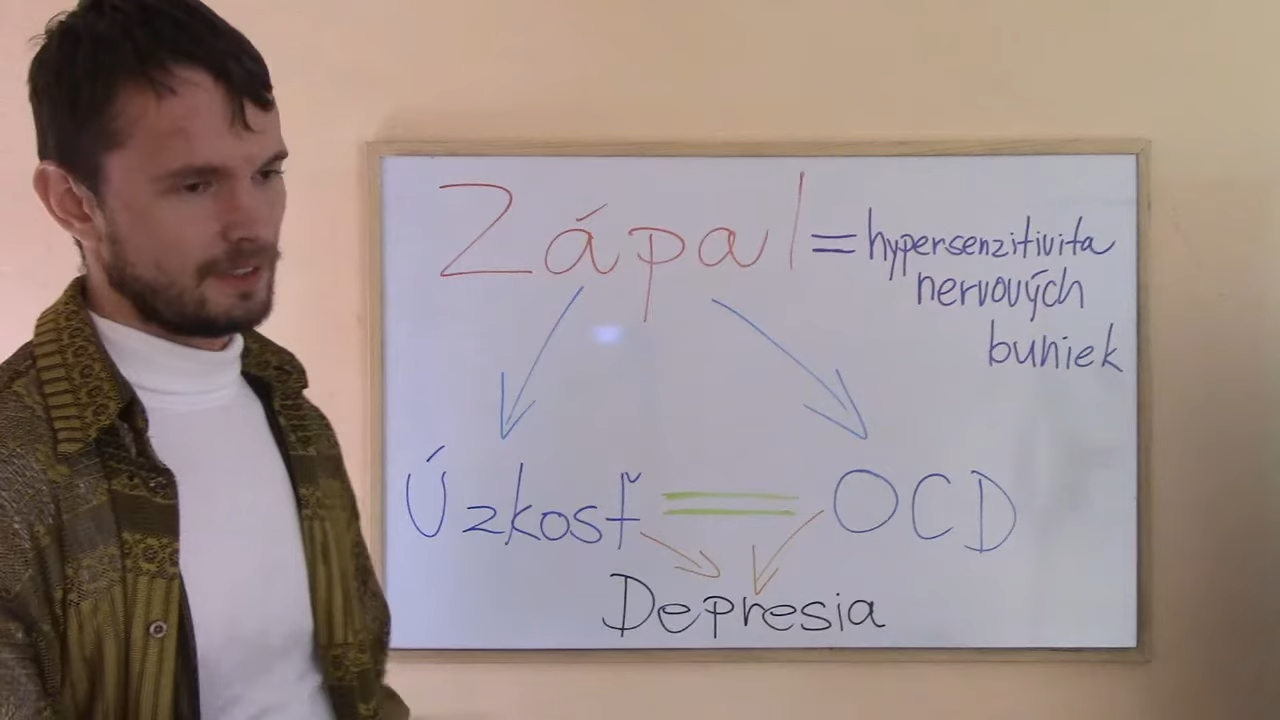 Zápal = hypersenzitivita
nervových
buniek
Úzkosť = OCD
Depresia